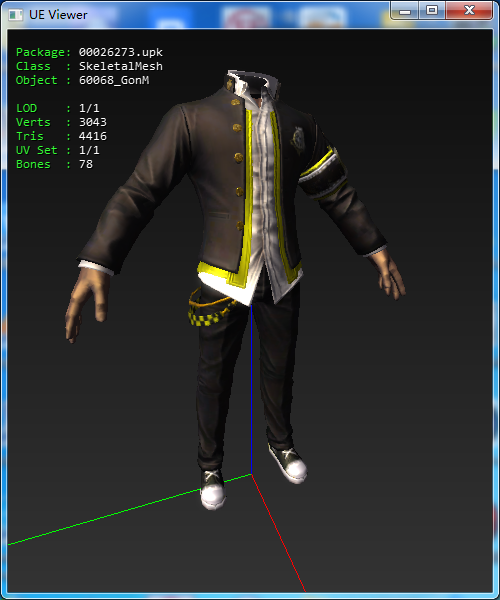 UE Viewer
Package: 00026273.upk
Class : SkeletalMesh
Object : 60068_GonM
LOD : 1/1
Verts : 3043
Tris : 4416
UV Set : 1/1
Bones : 78